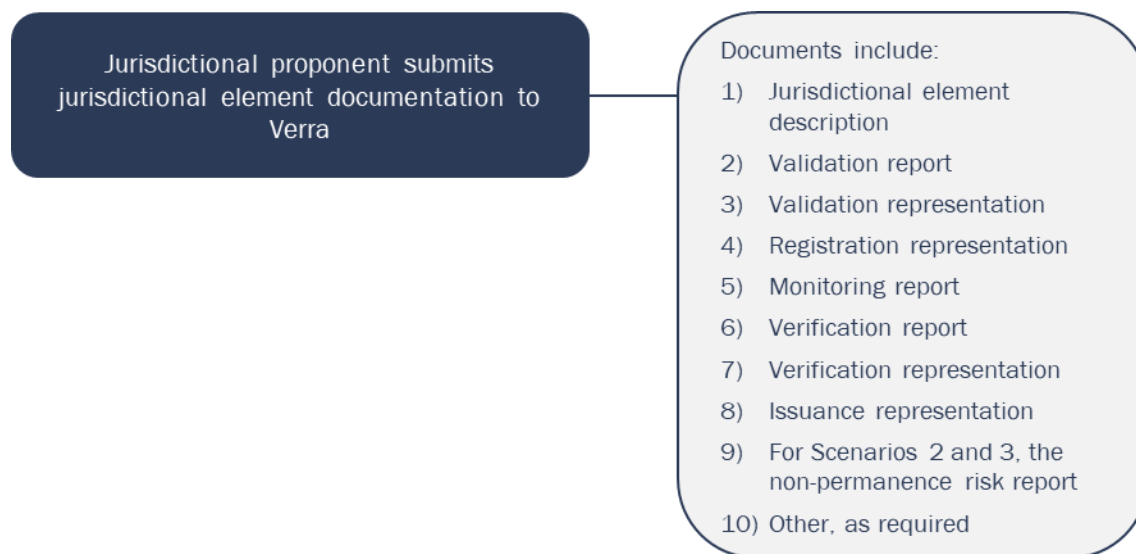 Jurisdictional proponent submits
jurisdictional element documentation to
Verra
Documents include:
1) Jurisdictional element
description
2) Validation report
3) Validation representation
4) Registration representation
5) Monitoring report
6) Verification report
7) Verification representation
8) Issuance representation
9) For Scenarios 2 and 3, the
non-permanence risk report
10) Other, as required